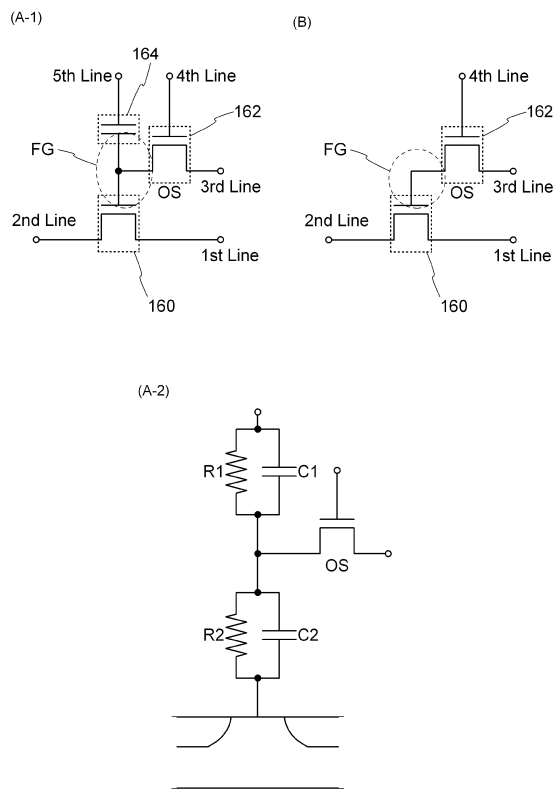 (A-1)
164
5th Line
4th Line
162
FG
3rd Line
OS
2nd Line
1st Line
160
(B)
4th Line
162
FG
3rd Line
OS
2nd Line
1st Line
160
(A-2)
R1
C1
OS
R2
C2